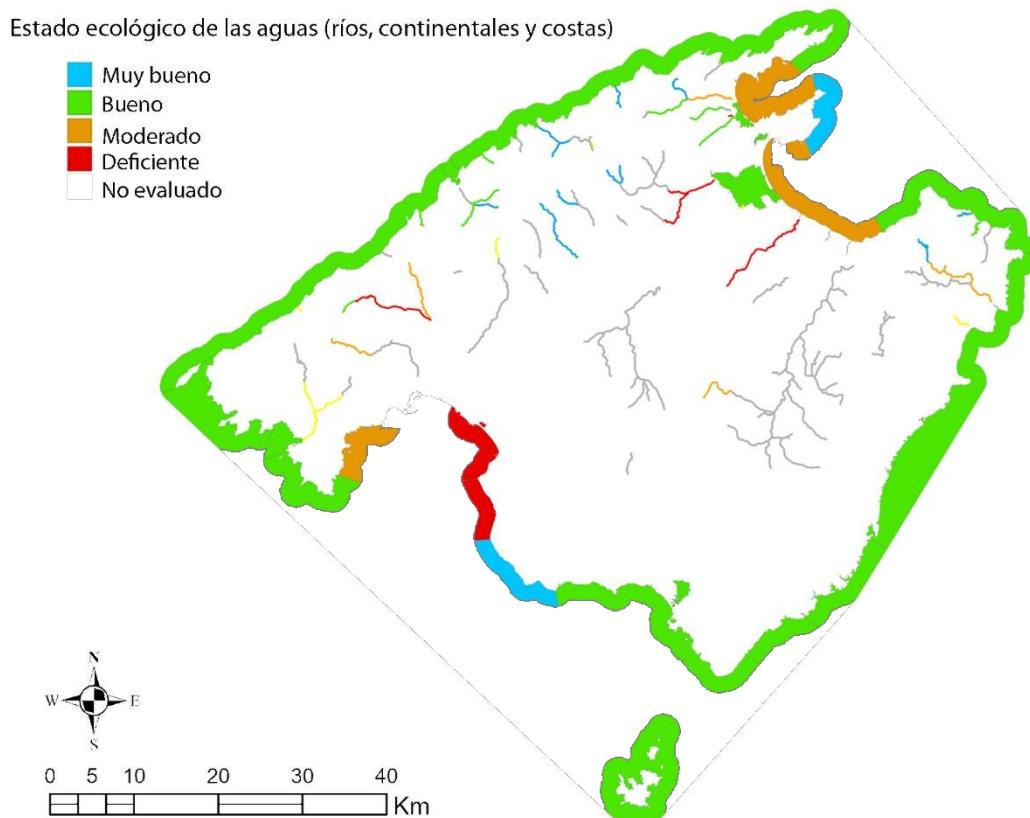 Estado ecológico de las aguas (ríos, continentales y costas)
Muy bueno
Bueno
Moderado
Deficiente
No evaluado
N
W E
S
0 5 10 20 30 40
Km